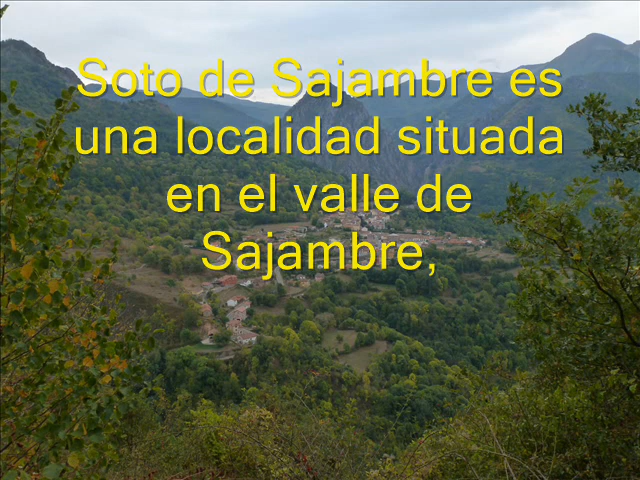 Soto de Sajambre es
una localidad situada
en el valle de
Sajambre,